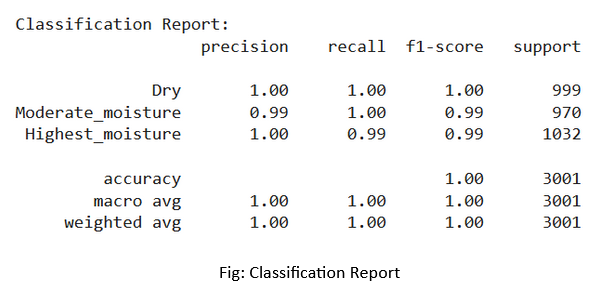 Classification Report:
precision recall f1-score support
Dry 1.00 1.00 1.00 999
Moderate_moisture 0.99 1.00 0.99 970
Highest_moisture 1.00 0.99 0.99 1032
accuracy 1.00 3001
macro avg 1.00 1.00 1.00 3001
weighted avg 1.00 1.00 1.00 3001
Fig: Classification Report